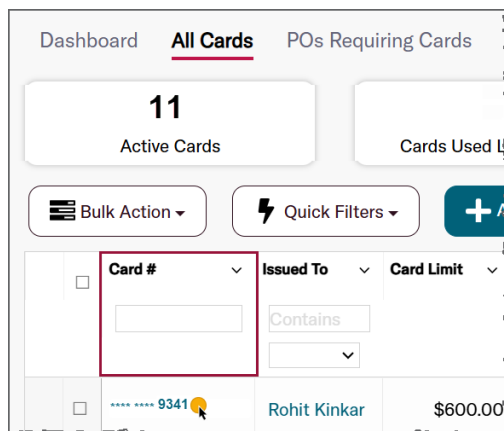 Dashboard All Cards POs Requiring Cards
11
Active Cards
Cards Used
Bulk Action Quick Filters
Card # Issued To Card Limit
Contains
**** **** 9341 Rohit Kinkar $600.00